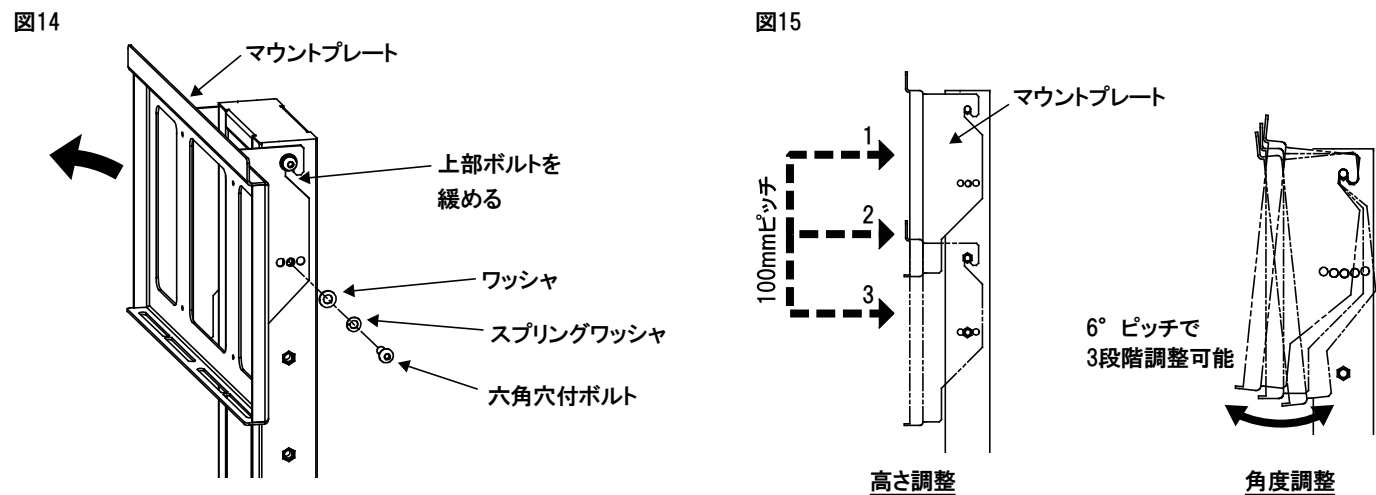 図14
マウントプレート
上部ボルトを
緩める
ワッシャ
スプリングワッシャ
六角穴付ボルト
図15
マウントプレート
1
2
3
100mmピッチ
高さ調整
6° ピッチで
3段階調整可能
角度調整